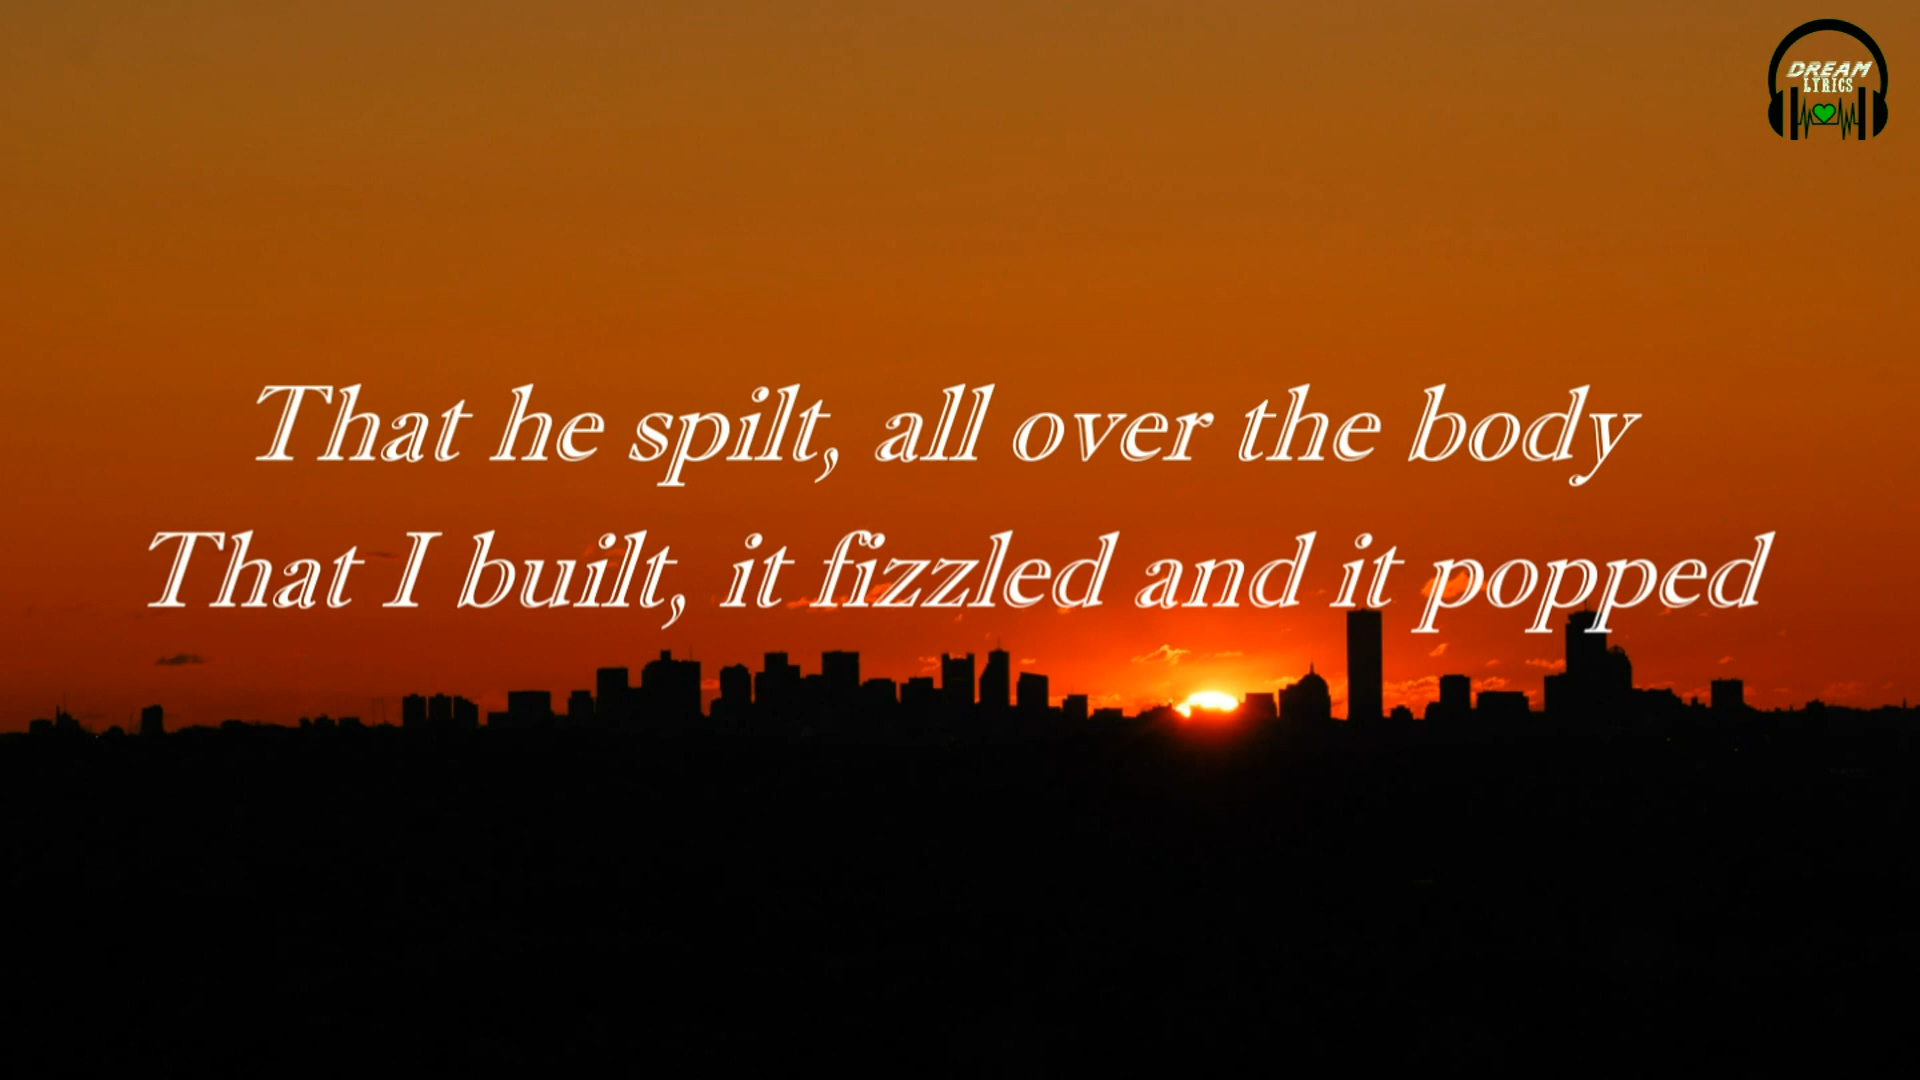 DREAM
LYRICS
That he spilt, all over the body
That I built, it fizzled and it popped